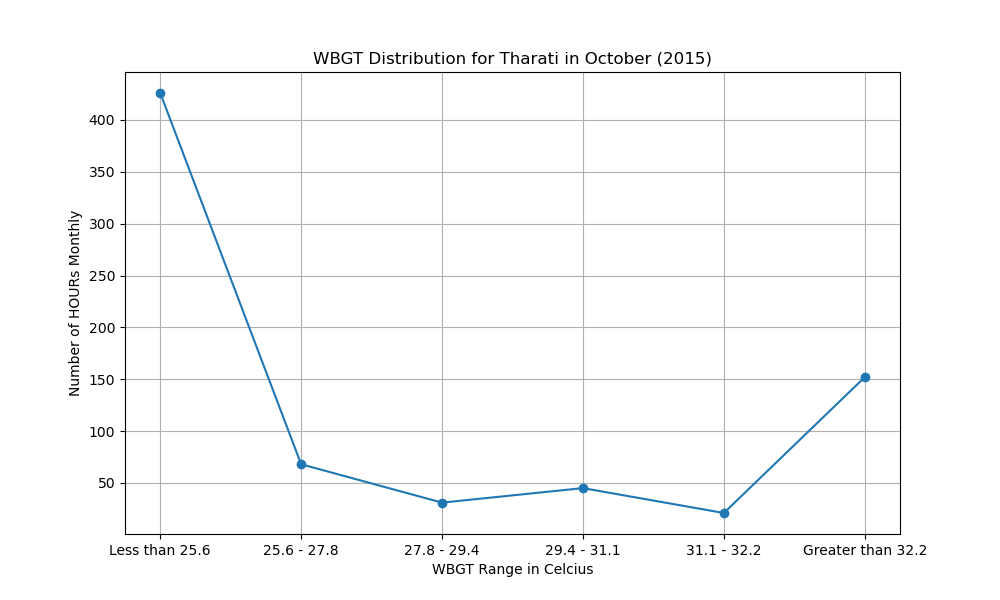 WBGT Distribution for Tharati in October (2015)
Number of HOURs Monthly
400
350
300
250
200
150
100
50
Less than 25.6
25.6 - 27.8
27.8 - 29.4
29.4 - 31.1
31.1 - 32.2
Greater than 32.2
WBGT Range in Celcius